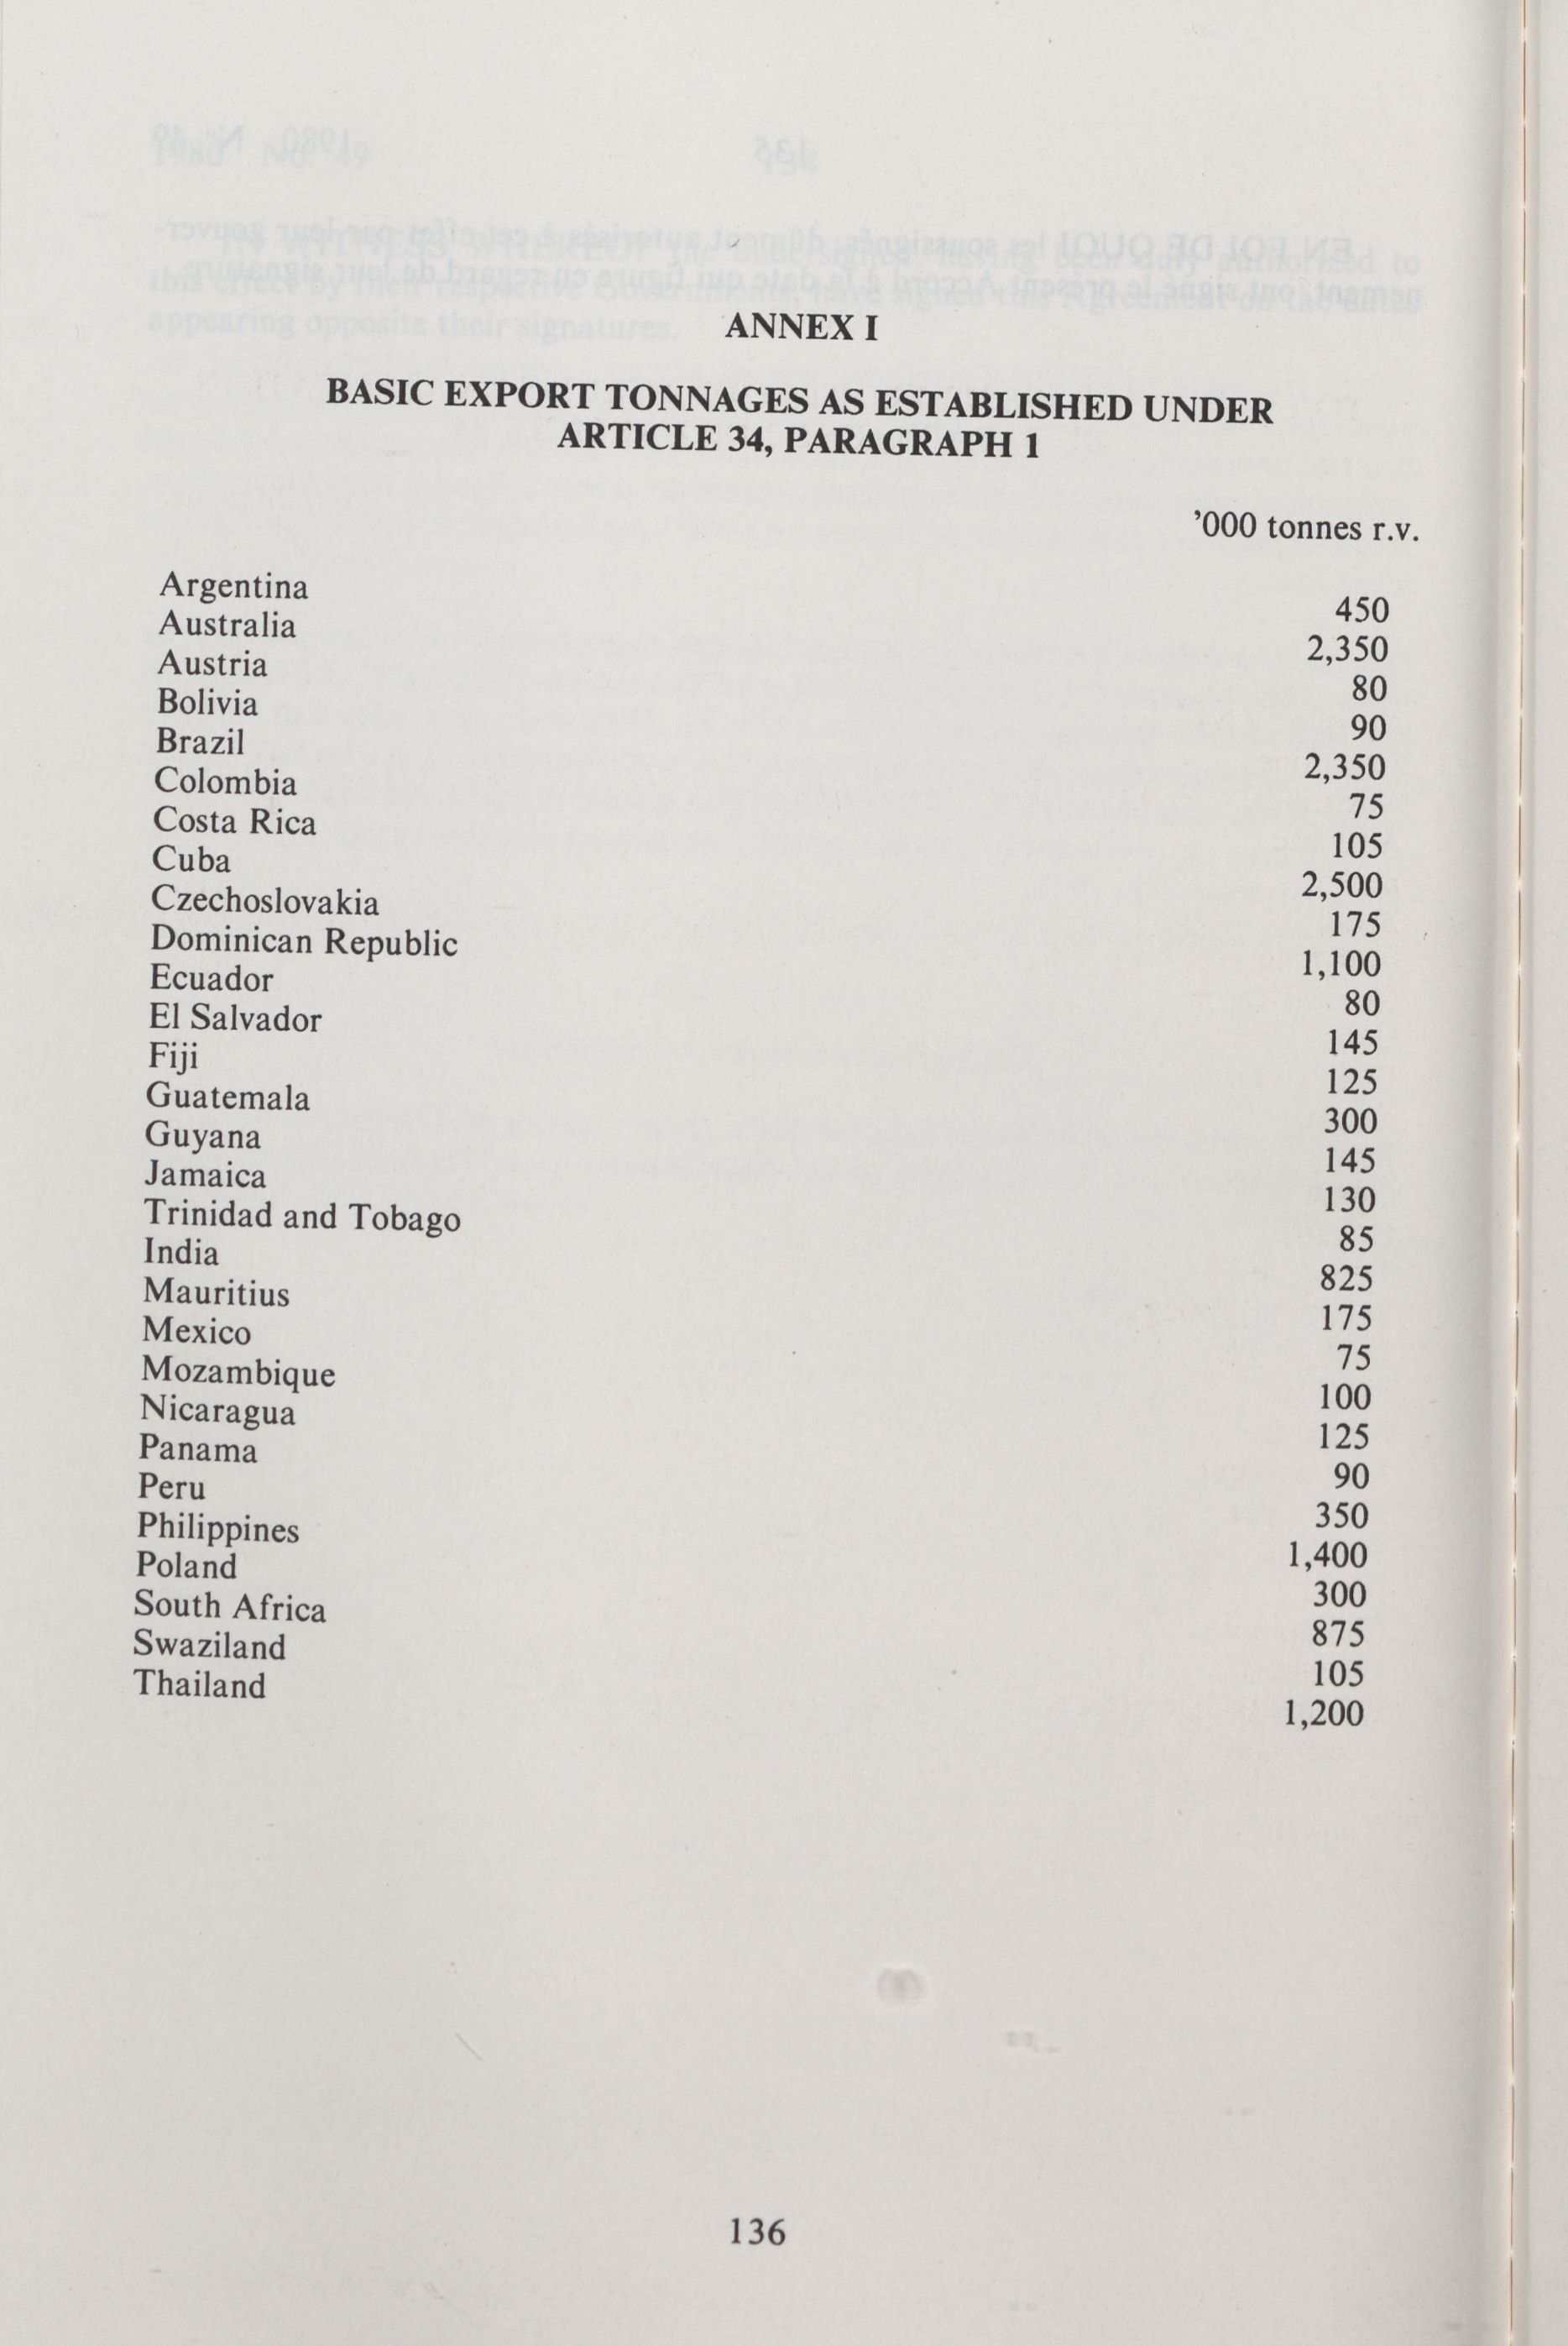 ANNEX I
BASIC EXPORT TONNAGES AS ESTABLISHED UNDER
ARTICLE 34, PARAGRAPH 1
'000 tonnes r.v.
Argentina 450
Australia 2,350
Austria 80
Bolivia 90
Brazil 2,350
Colombia 75
Costa Rica 105
Cuba 2,500
Czechoslovakia 175
Dominican Republic 1,100
Ecuador 80
El Salvador 145
Fiji 125
Guatemala 300
Guyana 145
Jamaica 130
Trinidad and Tobago 85
India 825
Mauritius 175
Mexico 75
Mozambique 100
Nicaragua 125
Panama 90
Peru 350
Philippines 1,400
Poland 300
South Africa 875
Swaziland 105
Thailand 1,200
136